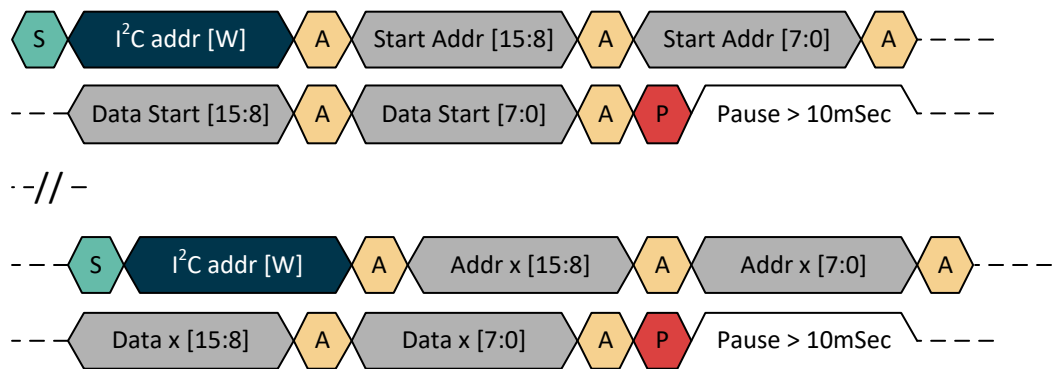 S I²C addr [W] A Start Addr [15:8] A Start Addr [7:0] A
Data Start [15:8] A Data Start [7:0] A P Pause > 10mSec
S I²C addr [W] A Addr x [15:8] A Addr x [7:0] A
Data x [15:8] A Data x [7:0] A P Pause > 10mSec